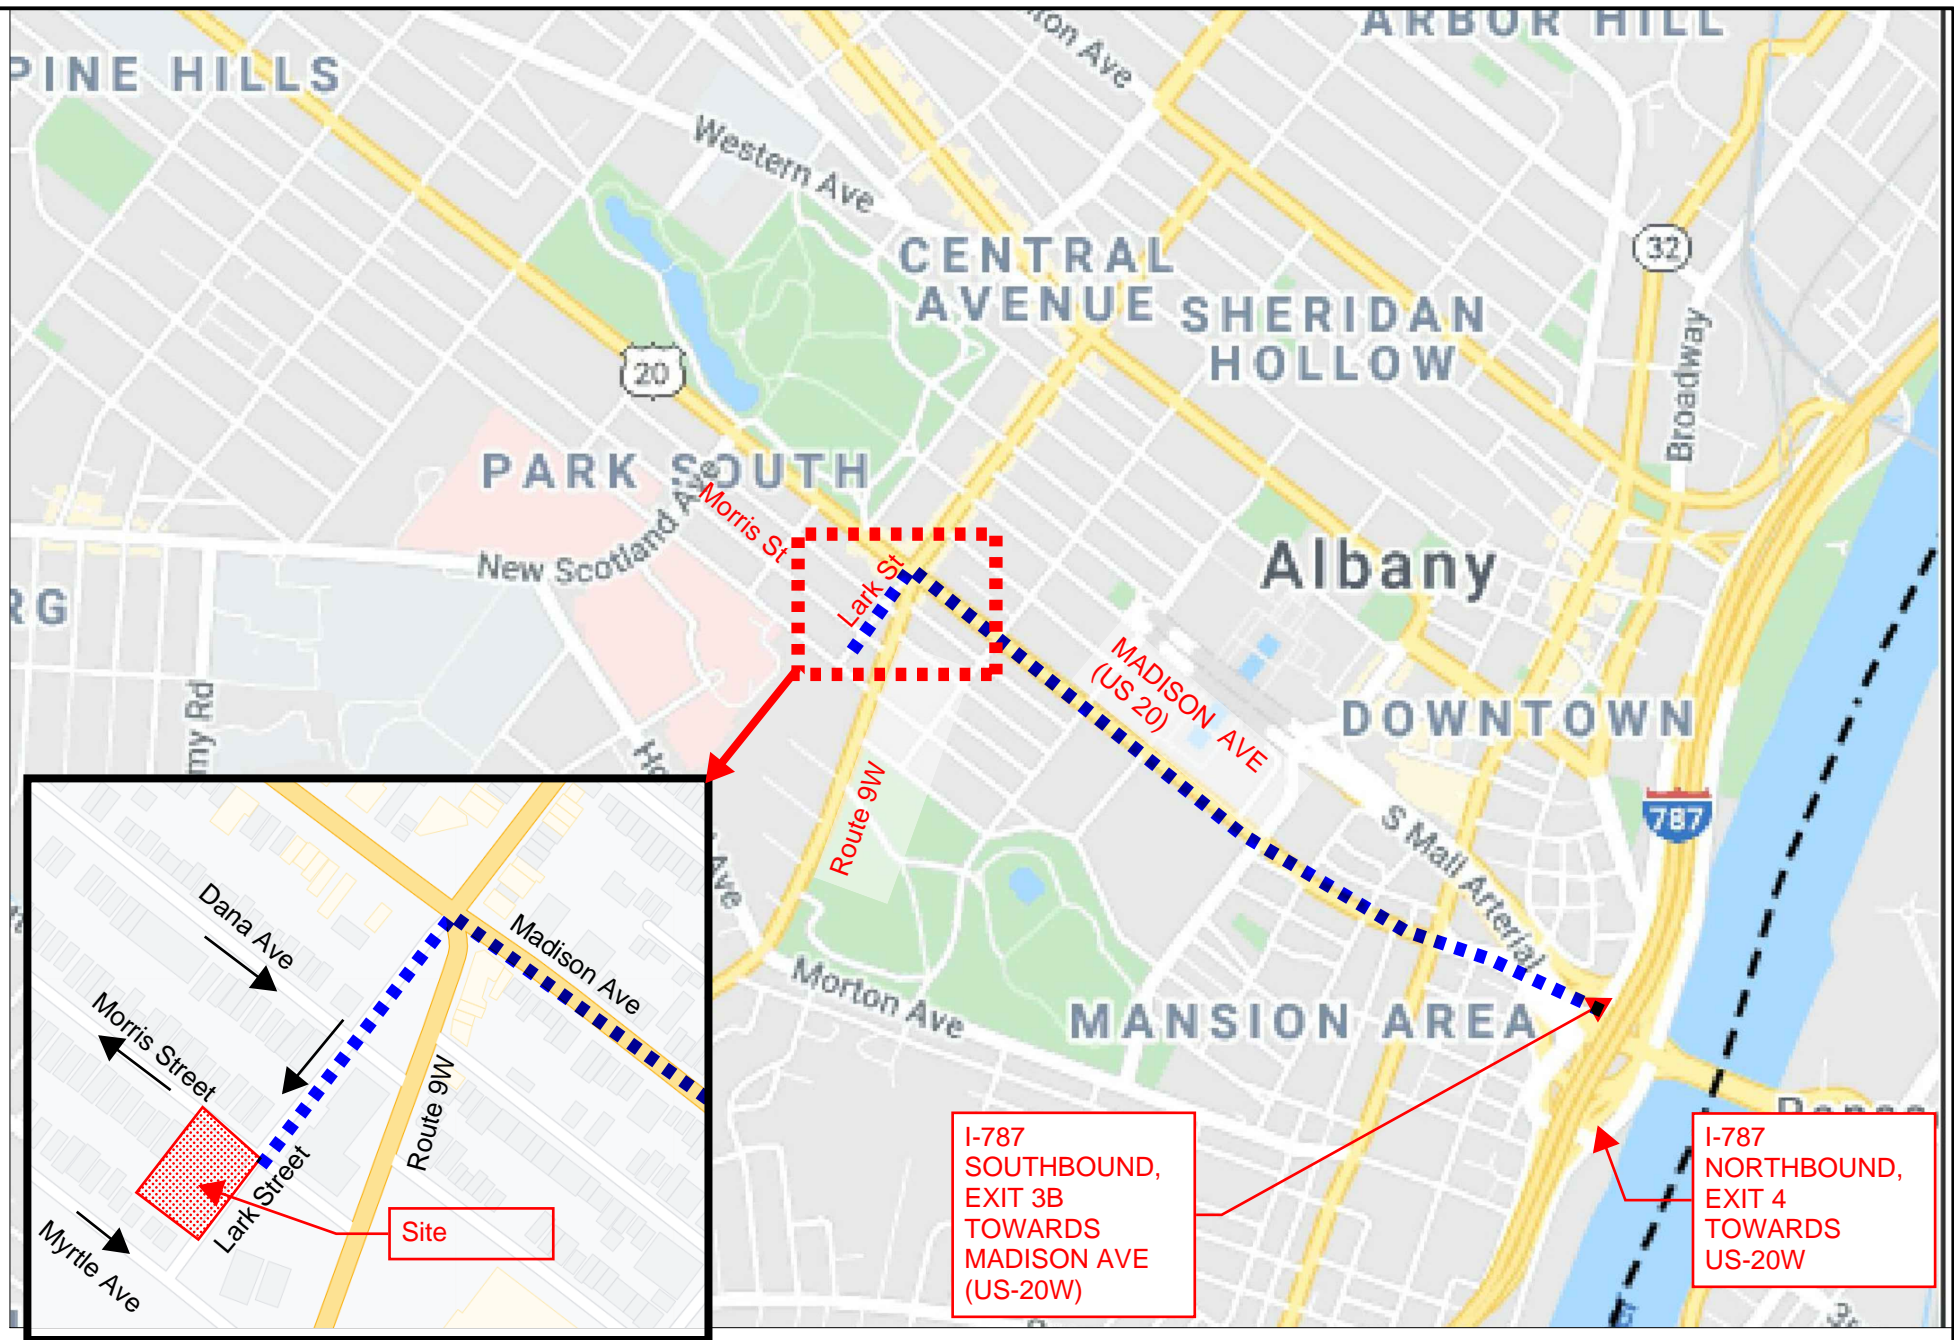 ARBOR HILL
PINE HILLS
Western Ave
CENTRAL
AVENUE
32
SHERIDAN
HOLLOW
Broadway
20
PARK SOUTH
Morris St
New Scotland Ave
Lark St
Albany
MADISON AVE
(US 20)
DOWNTOWN
787
Route 9W
S Mall Arterial
Morton Ave
MANSION AREA
Dana Ave
Madison Ave
Morris Street
Route 9W
Lark Street
Site
Myrtle Ave
I-787
SOUTHBOUND,
EXIT 3B
TOWARDS
MADISON AVE
(US-20W)
I-787
NORTHBOUND,
EXIT 4
TOWARDS
US-20W